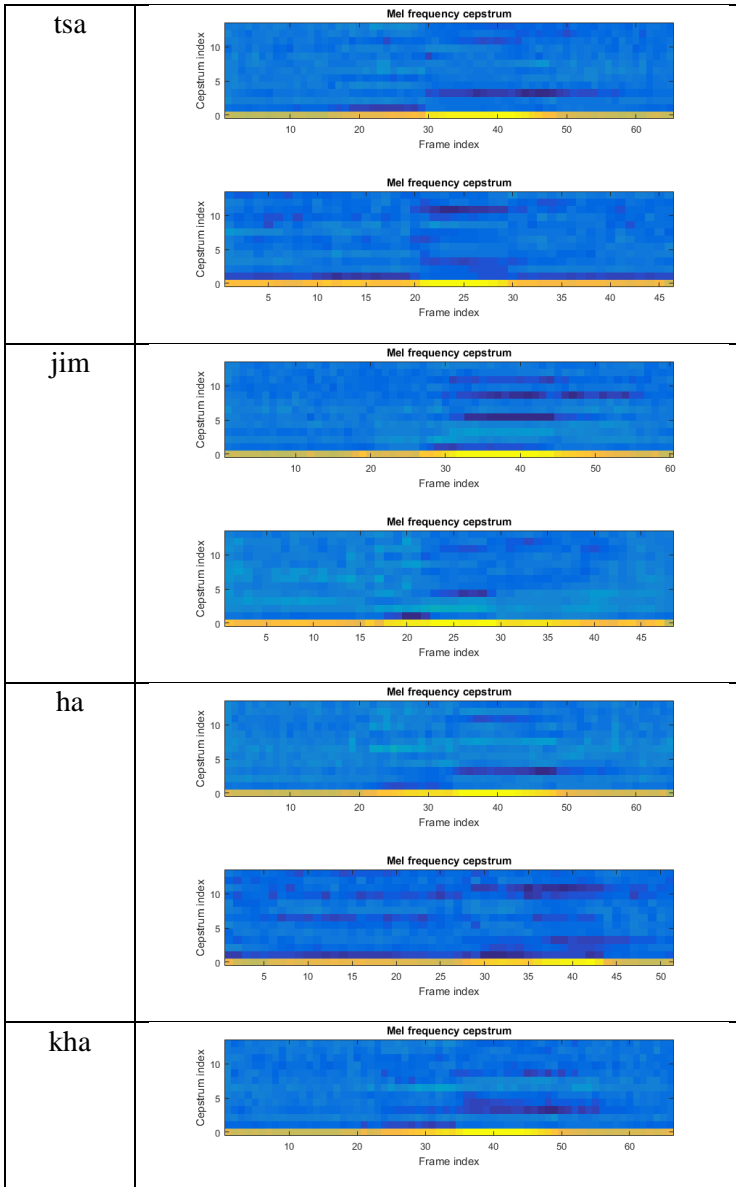 tsa
Mel frequency cepstrum
10
5
0
Cepstrum index
10 20 30 40 50 60
Frame index
Mel frequency cepstrum
10
5
0
Cepstrum index
5 10 15 20 25 30 35 40 45
Frame index
jim
Mel frequency cepstrum
10
5
0
Cepstrum index
10 20 30 40 50 60
Frame index
Mel frequency cepstrum
10
5
0
Cepstrum index
5 10 15 20 25 30 35 40 45
Frame index
ha
Mel frequency cepstrum
10
5
0
Cepstrum index
10 20 30 40 50 60
Frame index
Mel frequency cepstrum
10
5
0
Cepstrum index
5 10 15 20 25 30 35 40 45 50
Frame index
kha
Mel frequency cepstrum
10
5
0
Cepstrum index
10 20 30 40 50 60
Frame index